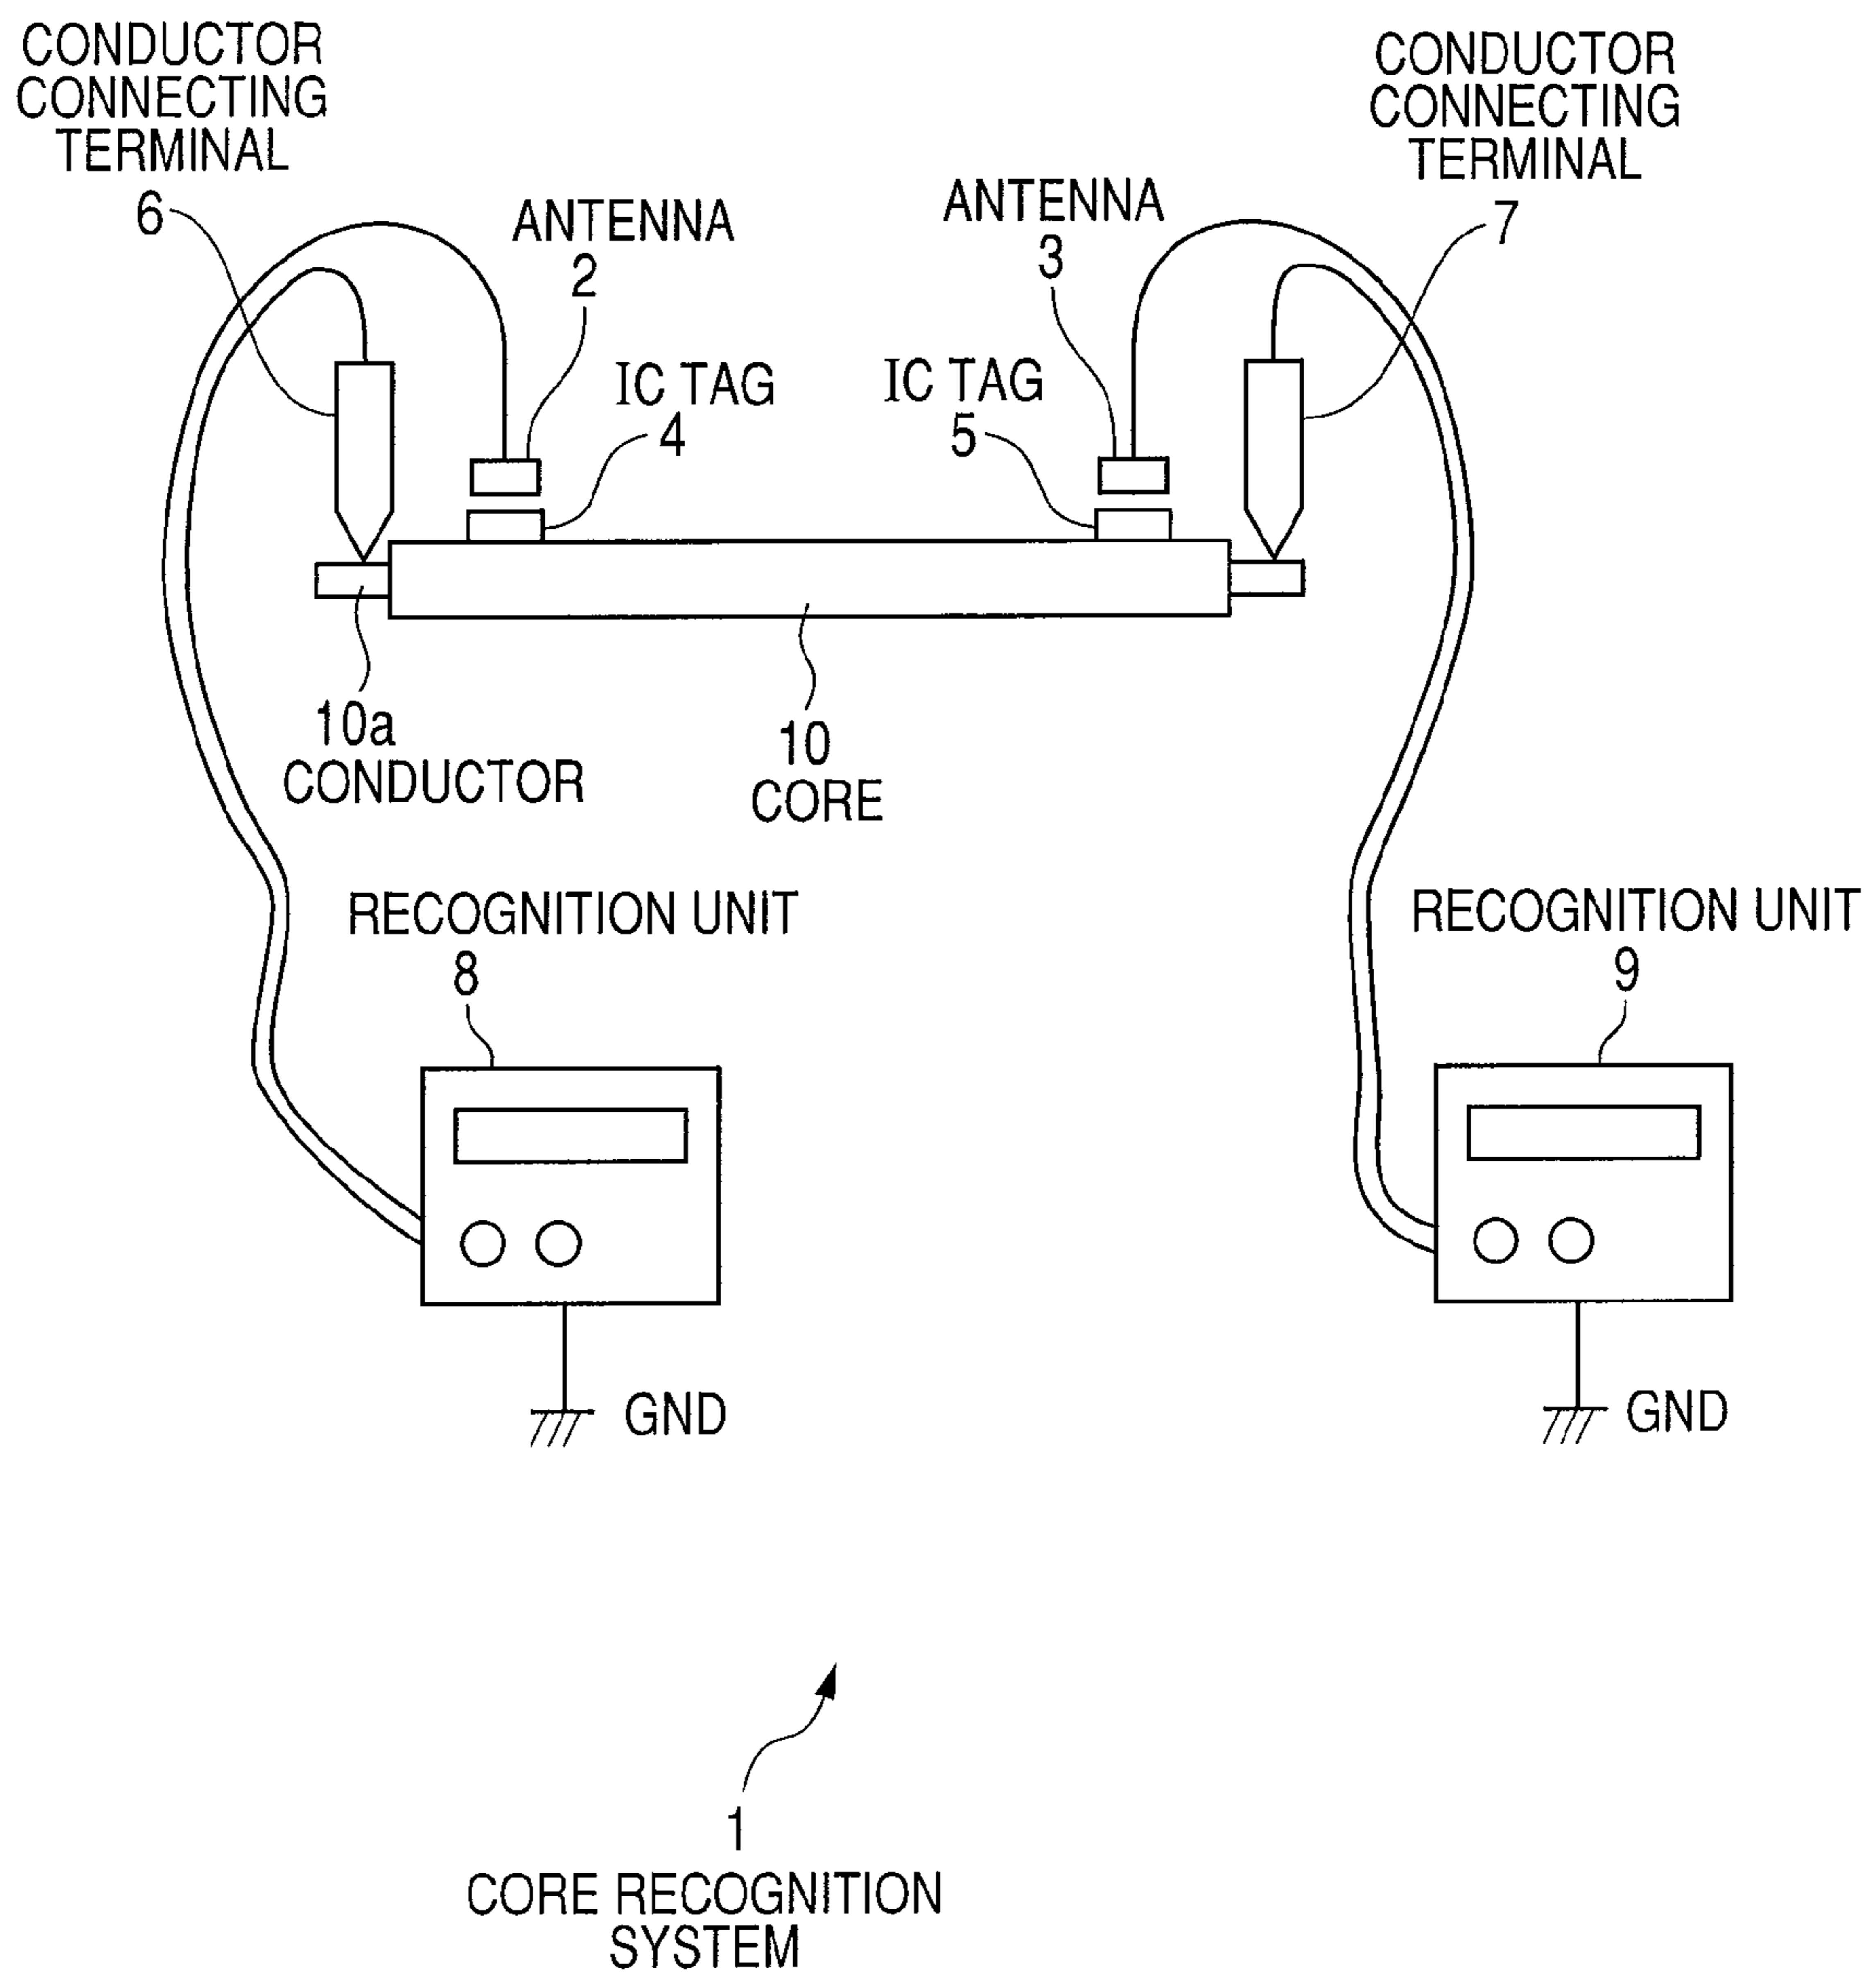 CONDUCTOR
CONNECTING
TERMINAL
6
CONDUCTOR
CONNECTING
TERMINAL
7
ANTENNA
2
ANTENNA
3
IC TAG
4
IC TAG
5
10a
CONDUCTOR
10
CORE
RECOGNITION UNIT
8
RECOGNITION UNIT
9
GND
GND
1
CORE RECOGNITION
SYSTEM